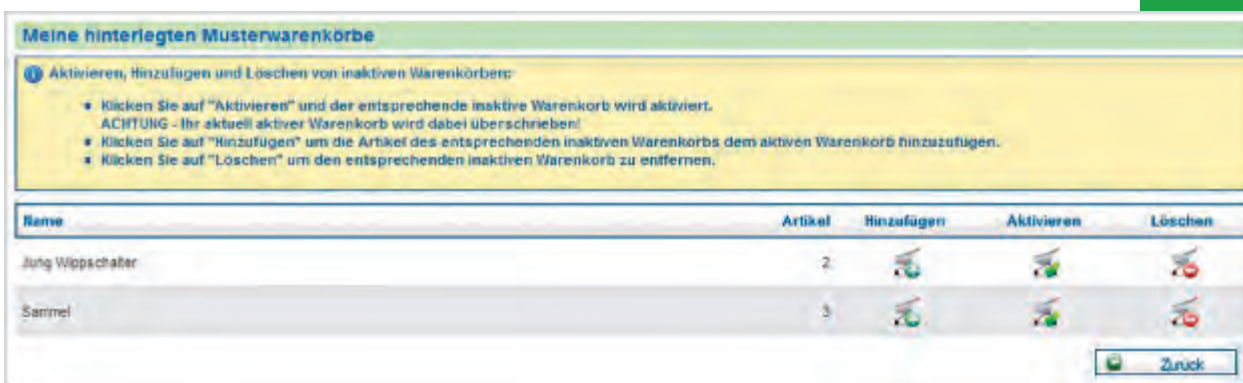 Meine hinterlegten Musterwarenkörbe
Aktivieren, Hinzufügen und Löschen von inaktiven Warenkörben:
Klicken Sie auf "Aktivieren" und der entsprechende inaktive Warenkorb wird aktiviert.
ACHTUNG - Ihr aktuell aktiver Warenkorb wird dabei überschrieben!
Klicken Sie auf "Hinzufügen" um die Artikel des entsprechenden inaktiven Warenkorbs dem aktiven Warenkorb hinzuzufügen.
Klicken Sie auf "Löschen" um den entsprechenden inaktiven Warenkorb zu entfernen.
Name Artikel Hinzufügen Aktivieren Löschen
Jung Wippschalter 2
Sammel 3
Zurück